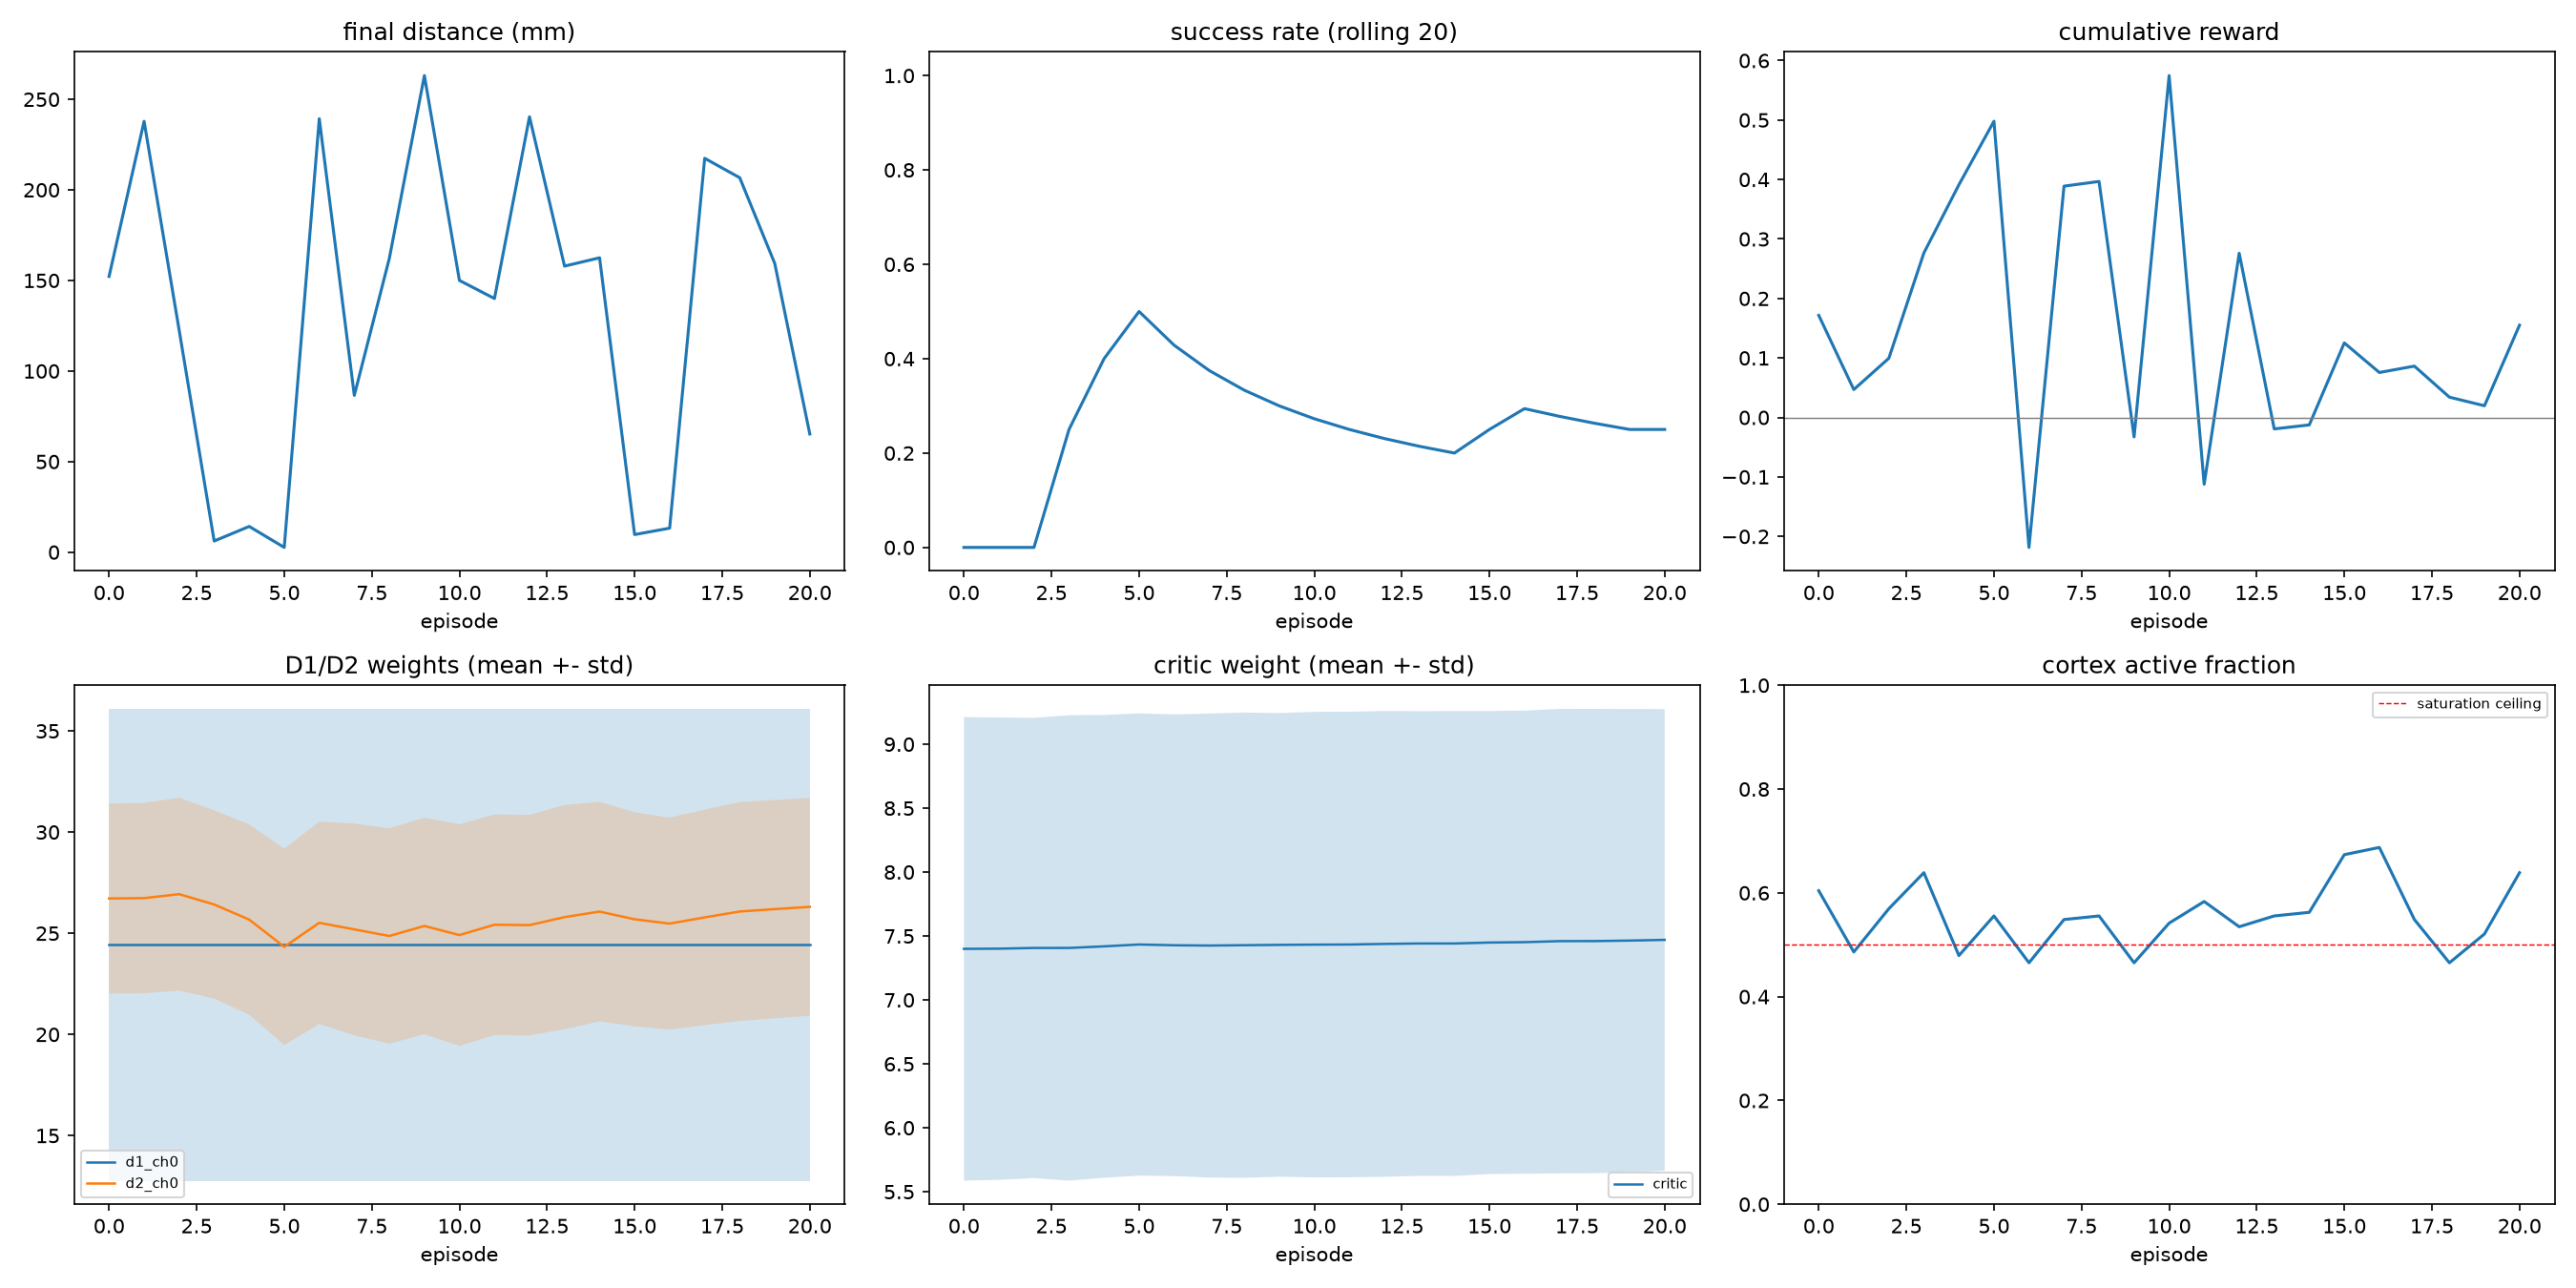 final distance (mm)
250
200
150
100
50
0
0.0 2.5 5.0 7.5 10.0 12.5 15.0 17.5 20.0
episode
success rate (rolling 20)
1.0
0.8
0.6
0.4
0.2
0.0
0.0 2.5 5.0 7.5 10.0 12.5 15.0 17.5 20.0
episode
cumulative reward
0.6
0.5
0.4
0.3
0.2
0.1
0.0
−0.1
−0.2
0.0 2.5 5.0 7.5 10.0 12.5 15.0 17.5 20.0
episode
D1/D2 weights (mean +- std)
35
30
25
20
15
d1_ch0
d2_ch0
0.0 2.5 5.0 7.5 10.0 12.5 15.0 17.5 20.0
episode
critic weight (mean +- std)
9.0
8.5
8.0
7.5
7.0
6.5
6.0
5.5
critic
0.0 2.5 5.0 7.5 10.0 12.5 15.0 17.5 20.0
episode
cortex active fraction
1.0
saturation ceiling
0.8
0.6
0.4
0.2
0.0
0.0 2.5 5.0 7.5 10.0 12.5 15.0 17.5 20.0
episode